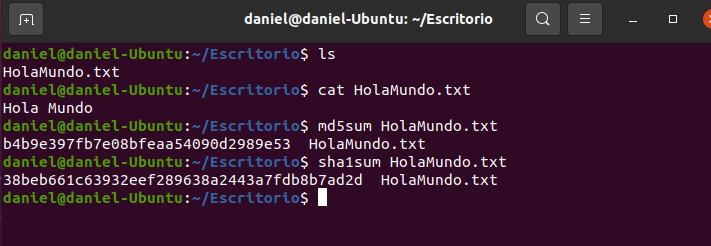 daniel@daniel-Ubuntu: ~/Escritorio
daniel@daniel-Ubuntu:~/Escritorio$ ls
HolaMundo.txt
daniel@daniel-Ubuntu:~/Escritorio$ cat HolaMundo.txt
Hola Mundo
daniel@daniel-Ubuntu:~/Escritorio$ md5sum HolaMundo.txt
b4b9e397fb7e08bfeaa54090d2989e53  HolaMundo.txt
daniel@daniel-Ubuntu:~/Escritorio$ sha1sum HolaMundo.txt
38beb661c63932eef289638a2443a7fdb8b7ad2d  HolaMundo.txt
daniel@daniel-Ubuntu:~/Escritorio$